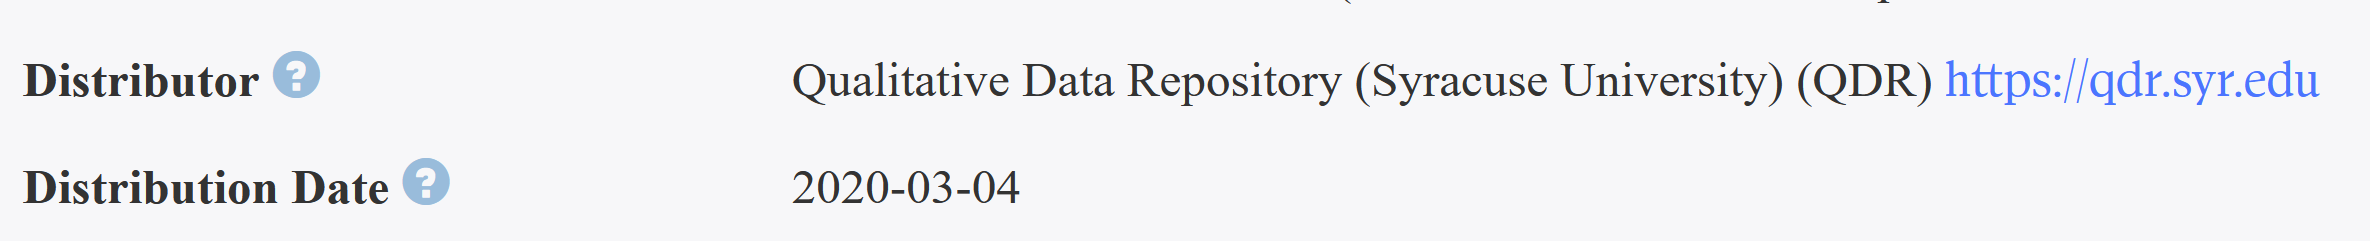 Distributor ? Qualitative Data Repository (Syracuse University) (QDR) https://qdr.syr.edu
Distribution Date ? 2020-03-04